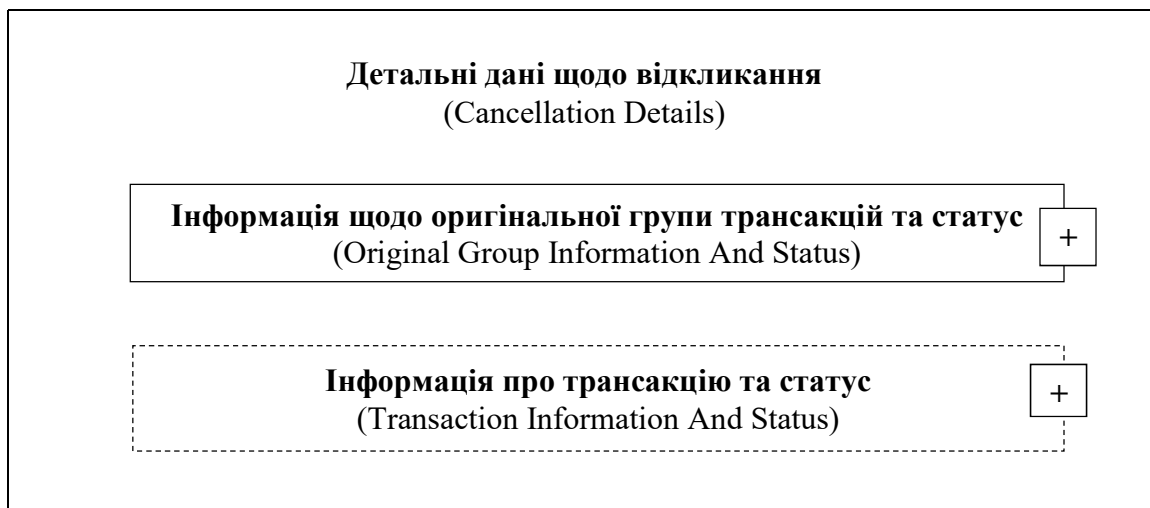 Детальні дані щодо відкликання
(Cancellation Details)
Інформація щодо оригінальної групи трансакцій та статус
(Original Group Information And Status)
+
Інформація про трансакцію та статус
(Transaction Information And Status)
+